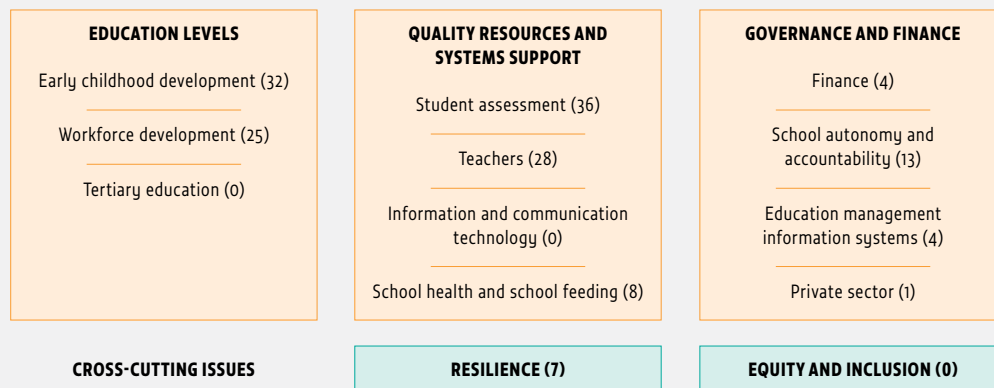 EDUCATION LEVELS
Early childhood development (32)
Workforce development (25)
Tertiary education (0)
QUALITY RESOURCES AND
SYSTEMS SUPPORT
Student assessment (36)
Teachers (28)
Information and communication
technology (0)
School health and school feeding (8)
GOVERNANCE AND FINANCE
Finance (4)
School autonomy and
accountability (13)
Education management
information systems (4)
Private sector (1)
CROSS-CUTTING ISSUES
RESILIENCE (7)
EQUITY AND INCLUSION (0)